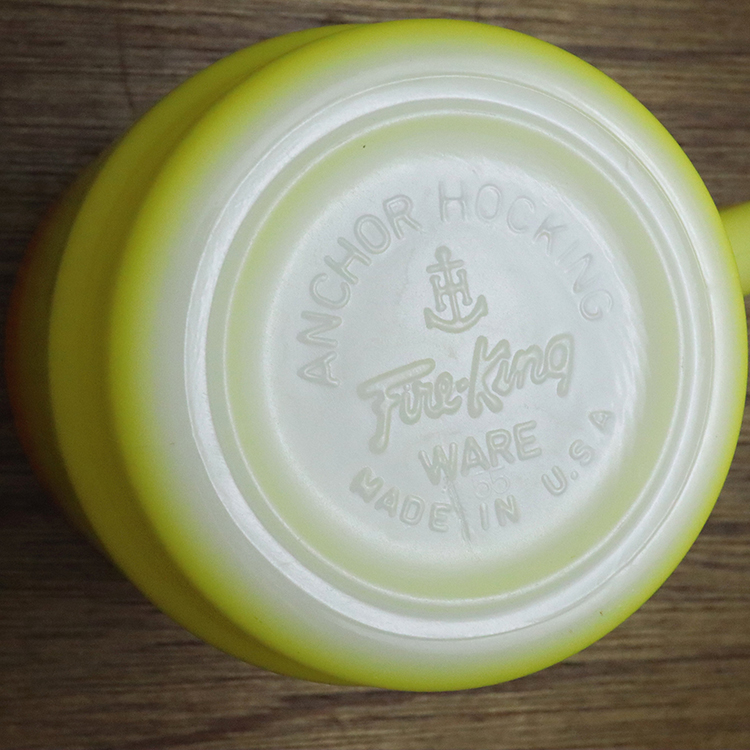 ANCHOR HOCKING
H
Fire-King
WARE
MADE IN U.S.A